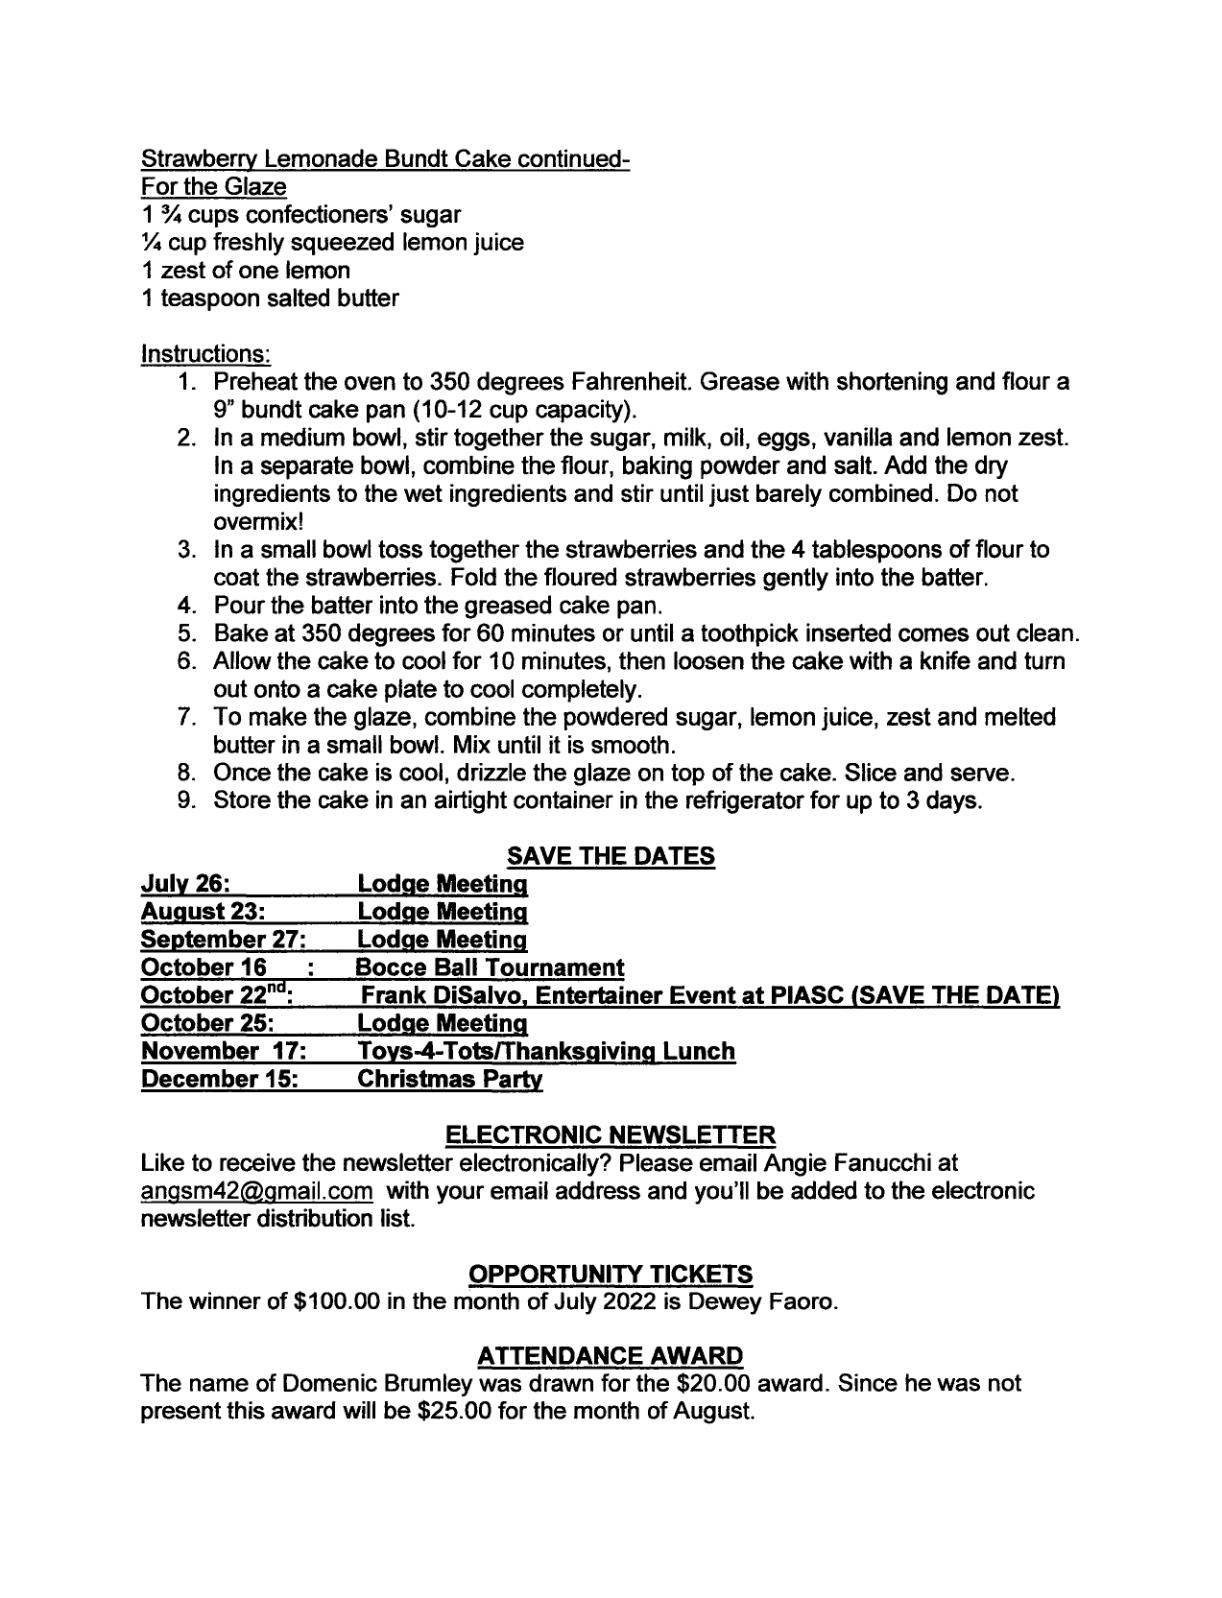 Strawberry Lemonade Bundt Cake continued-
For the Glaze
1 ¾ cups confectioners' sugar
¼ cup freshly squeezed lemon juice
1 zest of one lemon
1 teaspoon salted butter
Instructions:
1. Preheat the oven to 350 degrees Fahrenheit. Grease with shortening and flour a
9" bundt cake pan (10-12 cup capacity).
2. In a medium bowl, stir together the sugar, milk, oil, eggs, vanilla and lemon zest.
In a separate bowl, combine the flour, baking powder and salt. Add the dry
ingredients to the wet ingredients and stir until just barely combined. Do not
overmix!
3. In a small bowl toss together the strawberries and the 4 tablespoons of flour to
coat the strawberries. Fold the floured strawberries gently into the batter.
4. Pour the batter into the greased cake pan.
5. Bake at 350 degrees for 60 minutes or until a toothpick inserted comes out clean.
6. Allow the cake to cool for 10 minutes, then loosen the cake with a knife and turn
out onto a cake plate to cool completely.
7. To make the glaze, combine the powdered sugar, lemon juice, zest and melted
butter in a small bowl. Mix until it is smooth.
8. Once the cake is cool, drizzle the glaze on top of the cake. Slice and serve.
9. Store the cake in an airtight container in the refrigerator for up to 3 days.
SAVE THE DATES
July 26: Lodge Meeting
August 23: Lodge Meeting
September 27: Lodge Meeting
October 16 : Bocce Ball Tournament
October 22nd: Frank DiSalvo, Entertainer Event at PIASC (SAVE THE DATE)
October 25: Lodge Meeting
November 17: Toys-4-Tots/Thanksgiving Lunch
December 15: Christmas Party
ELECTRONIC NEWSLETTER
Like to receive the newsletter electronically? Please email Angie Fanucchi at
angsm42@gmail.com with your email address and you'll be added to the electronic
newsletter distribution list.
OPPORTUNITY TICKETS
The winner of $100.00 in the month of July 2022 is Dewey Faoro.
ATTENDANCE AWARD
The name of Domenic Brumley was drawn for the $20.00 award. Since he was not
present this award will be $25.00 for the month of August.